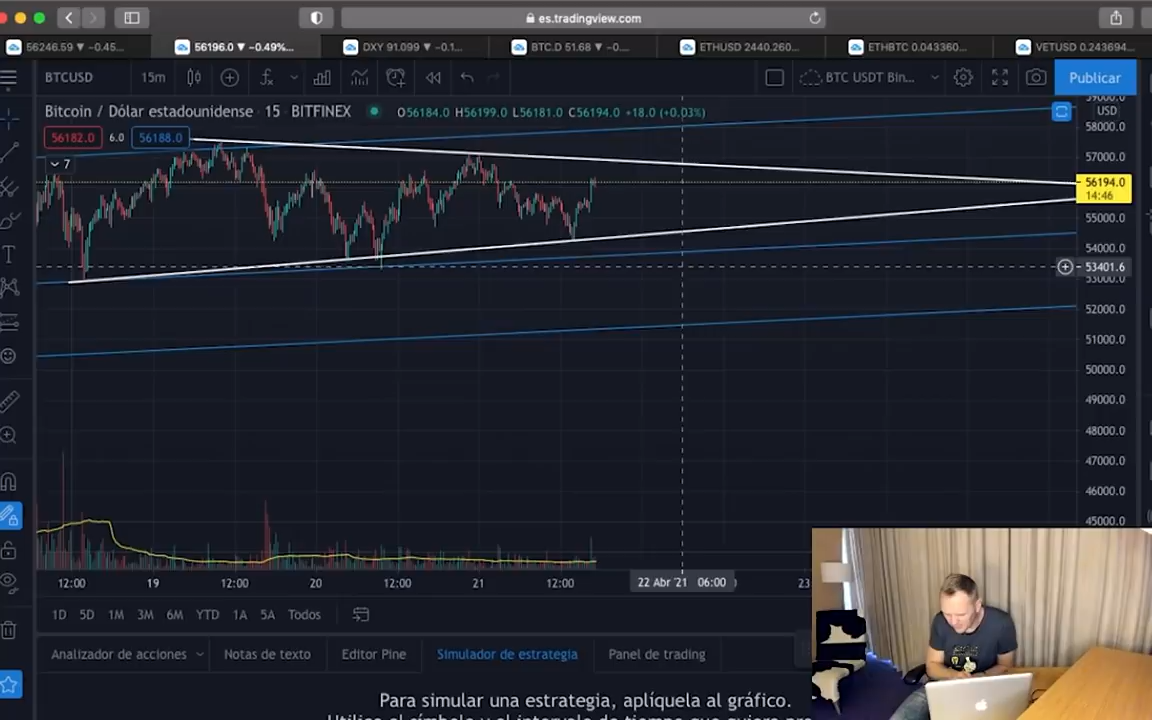 es.tradingview.com
56246.59 ▼ −0.45...
56196.0 ▼ −0.49%...
DXY 91.099 ▼ −0.1...
BTC.D 51.68 ▼ −0....
ETHUSD 2440.260...
ETHBTC 0.043360...
VETUSD 0.243694...
BTCUSD
15m
BTC USDT Bin...
Publicar
Bitcoin / Dólar estadounidense · 15 · BITFINEX
O56184.0 H56199.0 L56181.0 C56194.0 +18.0 (+0.03%)
USD
56182.0
6.0
56188.0
7
59000.0
58000.0
57000.0
56194.0
14:46
55000.0
54000.0
53401.6
53000.0
52000.0
51000.0
50000.0
49000.0
48000.0
47000.0
46000.0
45000.0
12:00
19
12:00
20
12:00
21
12:00
22 Abr '21 06:00
23
1D
5D
1M
3M
6M
YTD
1A
5A
Todos
Analizador de acciones
Notas de texto
Editor Pine
Simulador de estrategia
Panel de trading
Para simular una estrategia, aplíquela al gráfico.